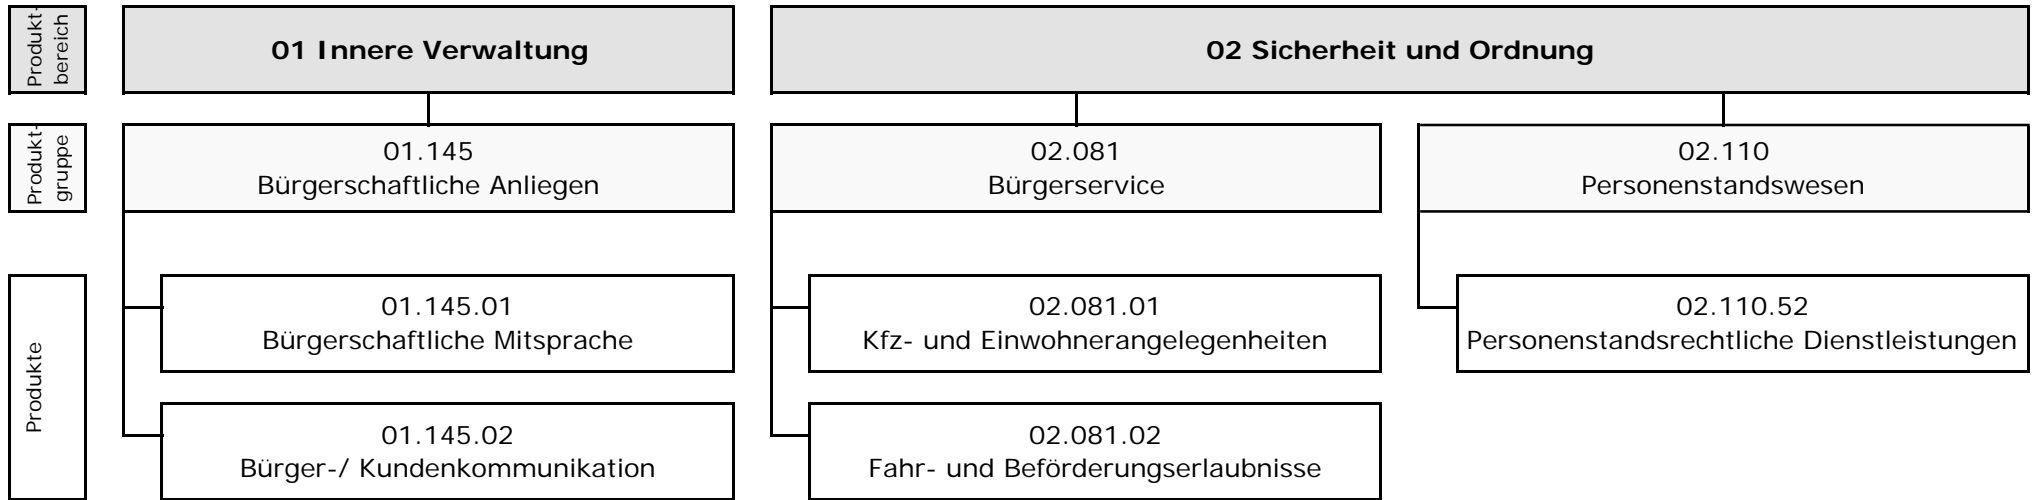 Produkt-
bereich
01 Innere Verwaltung
02 Sicherheit und Ordnung
Produkt-
gruppe
01.145
Bürgerschaftliche Anliegen
02.081
Bürgerservice
02.110
Personenstandswesen
Produkte
01.145.01
Bürgerschaftliche Mitsprache
02.081.01
Kfz- und Einwohnerangelegenheiten
02.110.52
Personenstandsrechtliche Dienstleistungen
01.145.02
Bürger-/ Kundenkommunikation
02.081.02
Fahr- und Beförderungserlaubnisse